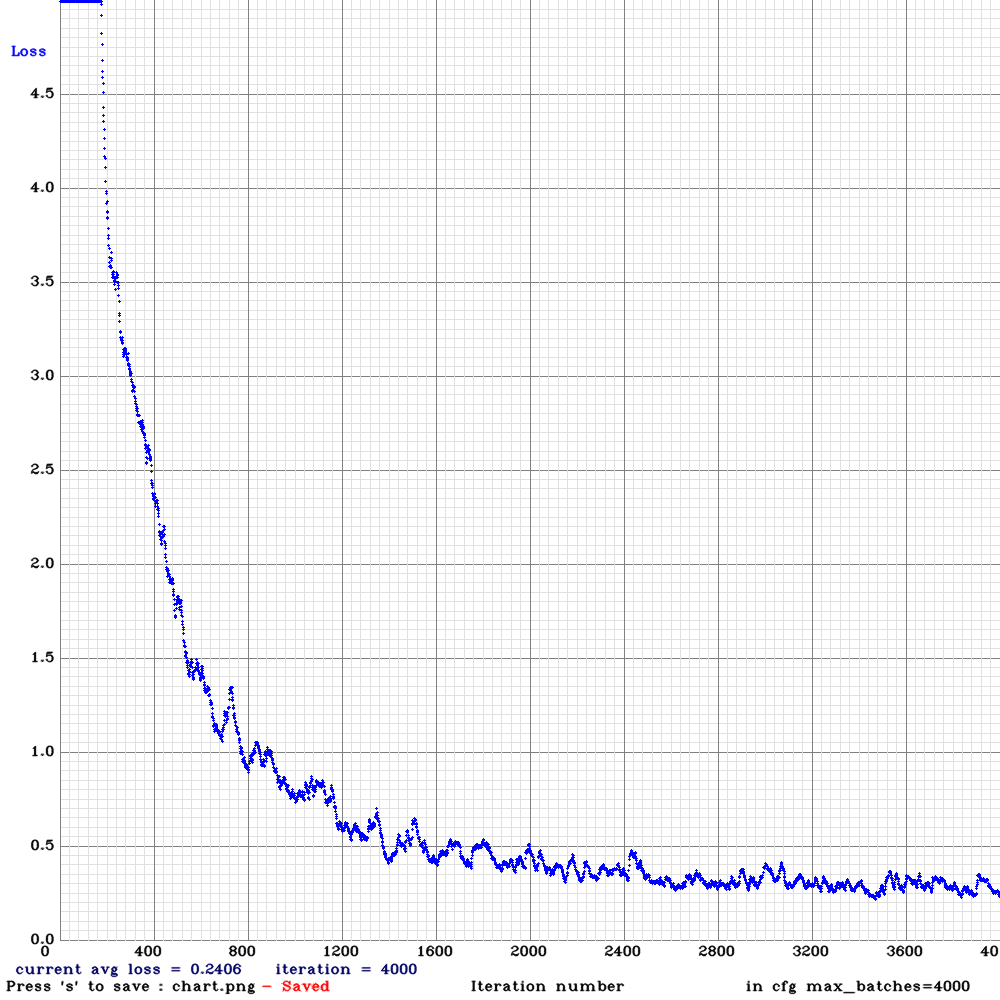 Loss
4.5
4.0
3.5
3.0
2.5
2.0
1.5
1.0
0.5
0.0
0 400 800 1200 1600 2000 2400 2800 3200 3600 40
current avg loss = 0.2406 iteration = 4000
Press 's' to save : chart.png - Saved Iteration number in cfg max_batches=4000